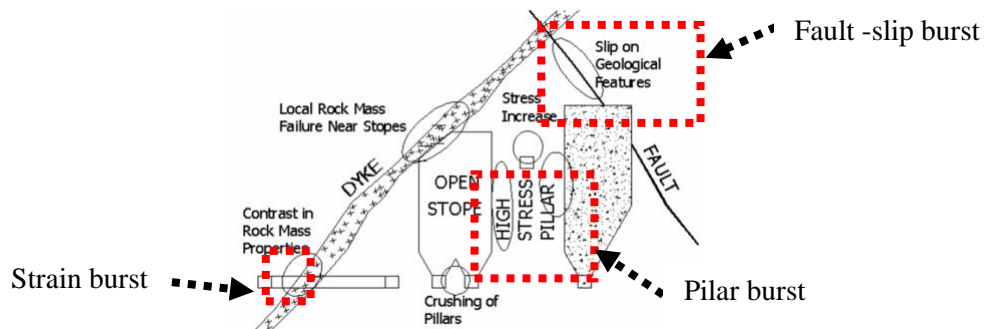 Fault -slip burst
Slip on
Geological
Features
Stress
Increase
Local Rock Mass
Failure Near Stopes
DYKE
FAULT
OPEN
STOPE
HIGH
STRESS
PILLAR
Contrast in
Rock Mass
Properties
Strain burst
Crushing of
Pillars
Pilar burst